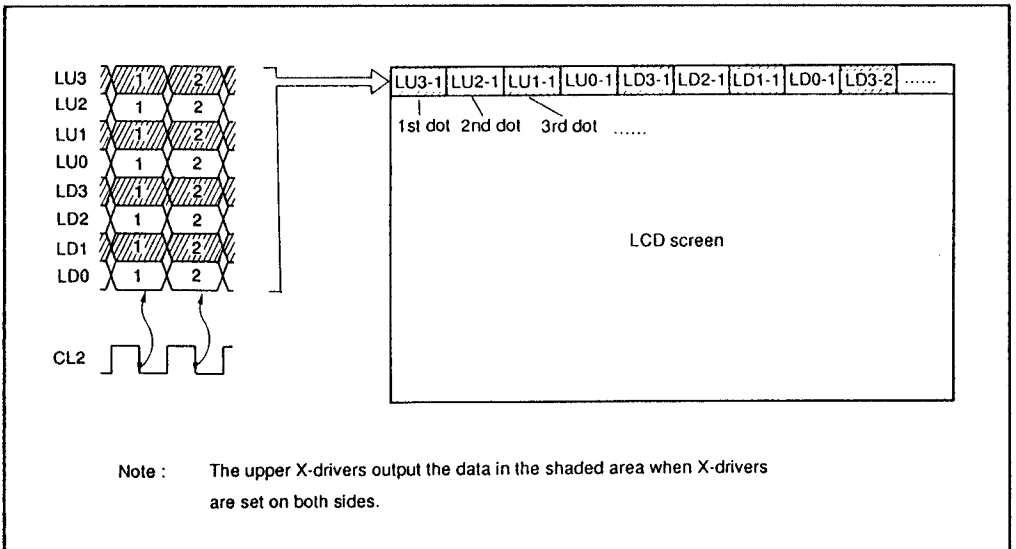 LU3 1 2
LU2 1 2
LU1 1 2
LU0 1 2
LD3 1 2
LD2 1 2
LD1 1 2
LD0 1 2
CL2
LU3-1 LU2-1 LU1-1 LU0-1 LD3-1 LD2-1 LD1-1 LD0-1 LD3-2 ......
1st dot 2nd dot 3rd dot ......
LCD screen
Note : The upper X-drivers output the data in the shaded area when X-drivers
are set on both sides.